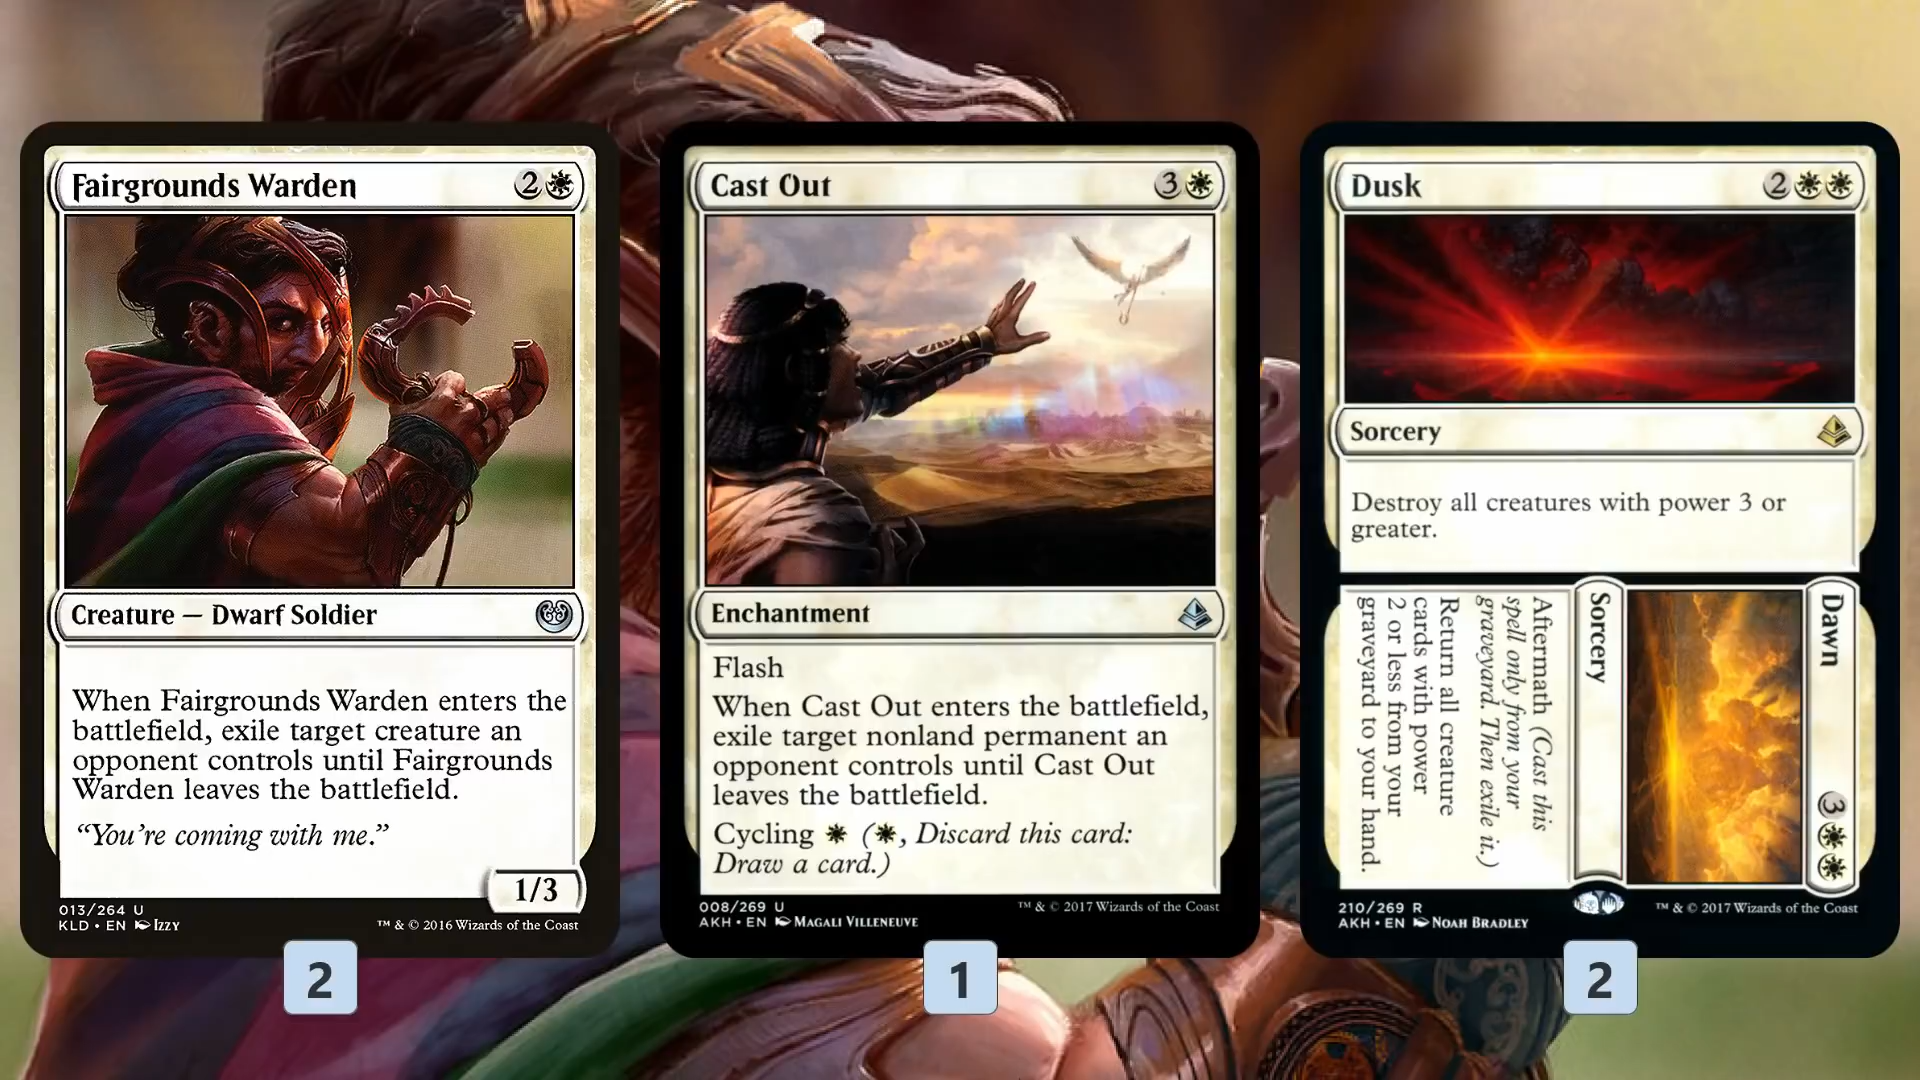 Fairgrounds Warden
2
Creature — Dwarf Soldier
When Fairgrounds Warden enters the
battlefield, exile target creature an
opponent controls until Fairgrounds
Warden leaves the battlefield.
“You’re coming with me.”
1/3
013/264 U
KLD • EN Izzy
™ & © 2016 Wizards of the Coast
2
Cast Out
3
Enchantment
Flash
When Cast Out enters the battlefield,
exile target nonland permanent an
opponent controls until Cast Out
leaves the battlefield.
Cycling (, Discard this card:
Draw a card.)
008/269 U
AKH • EN Magali Villeneuve
™ & © 2017 Wizards of the Coast
1
Dusk
2
Sorcery
Destroy all creatures with power 3 or
greater.
Dawn
3
Sorcery
Aftermath (Cast this
spell only from your
graveyard. Then exile it.)
Return all creature
cards with power
2 or less from your
graveyard to your hand.
210/269 R
AKH • EN Noah Bradley
™ & © 2017 Wizards of the Coast
2